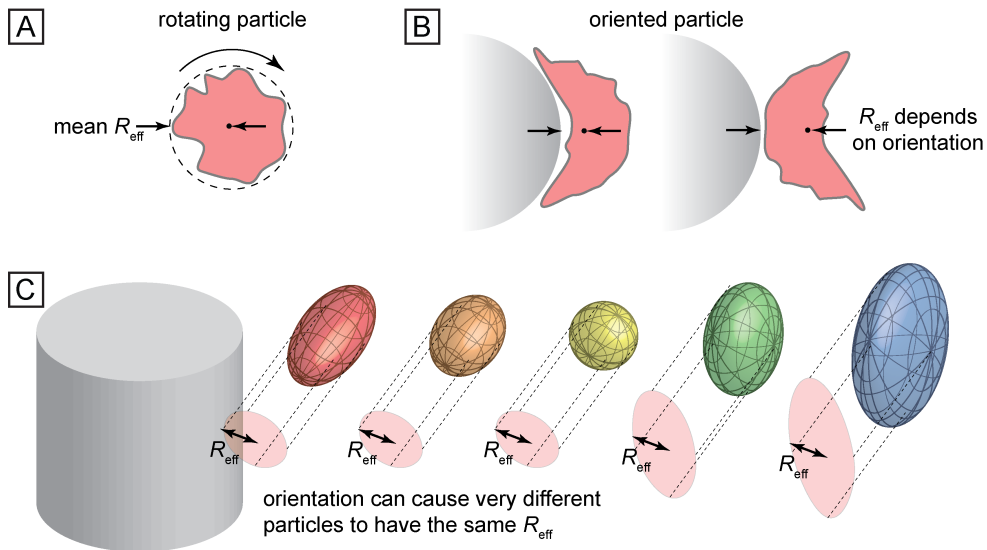 A
rotating particle
mean Reff
B
oriented particle
Reff depends
on orientation
C
Reff
Reff
Reff
Reff
Reff
orientation can cause very different
particles to have the same Reff